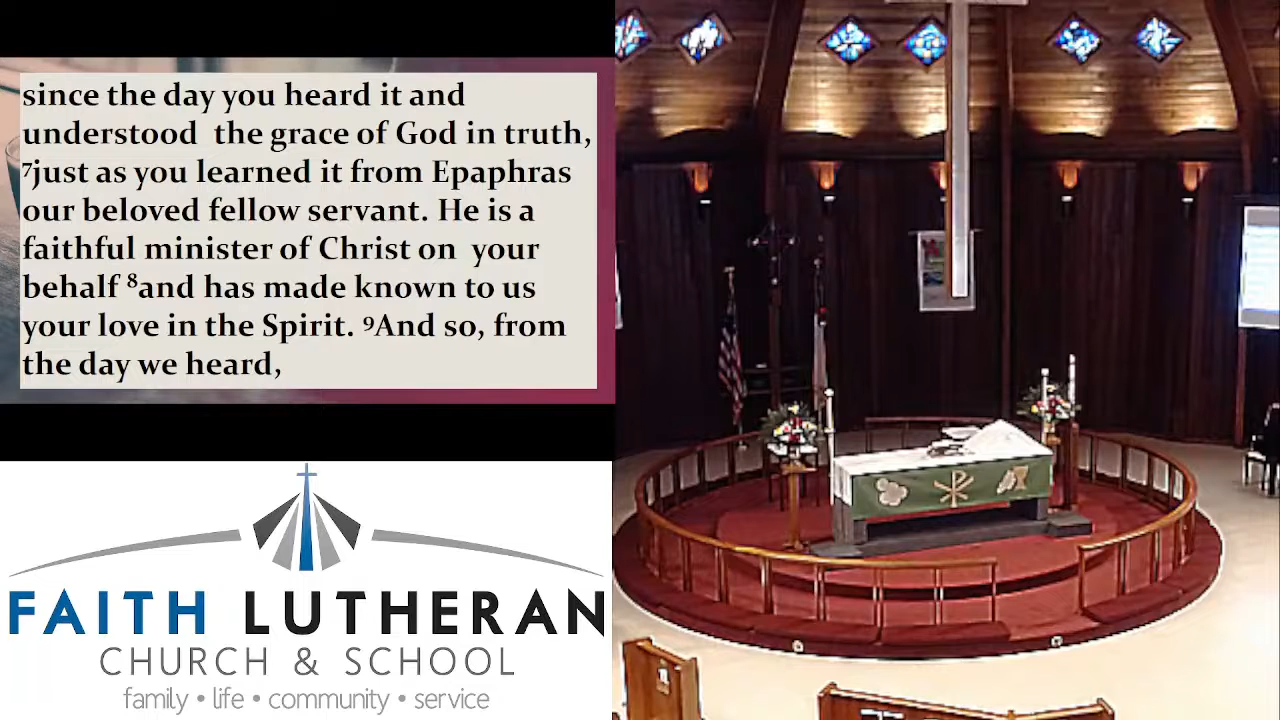 since the day you heard it and
understood  the grace of God in truth,
⁷just as you learned it from Epaphras
our beloved fellow servant. He is a
faithful minister of Christ on  your
behalf ⁸and has made known to us
your love in the Spirit. ⁹And so, from
the day we heard,
FAITH LUTHERAN
CHURCH & SCHOOL
family • life • community • service